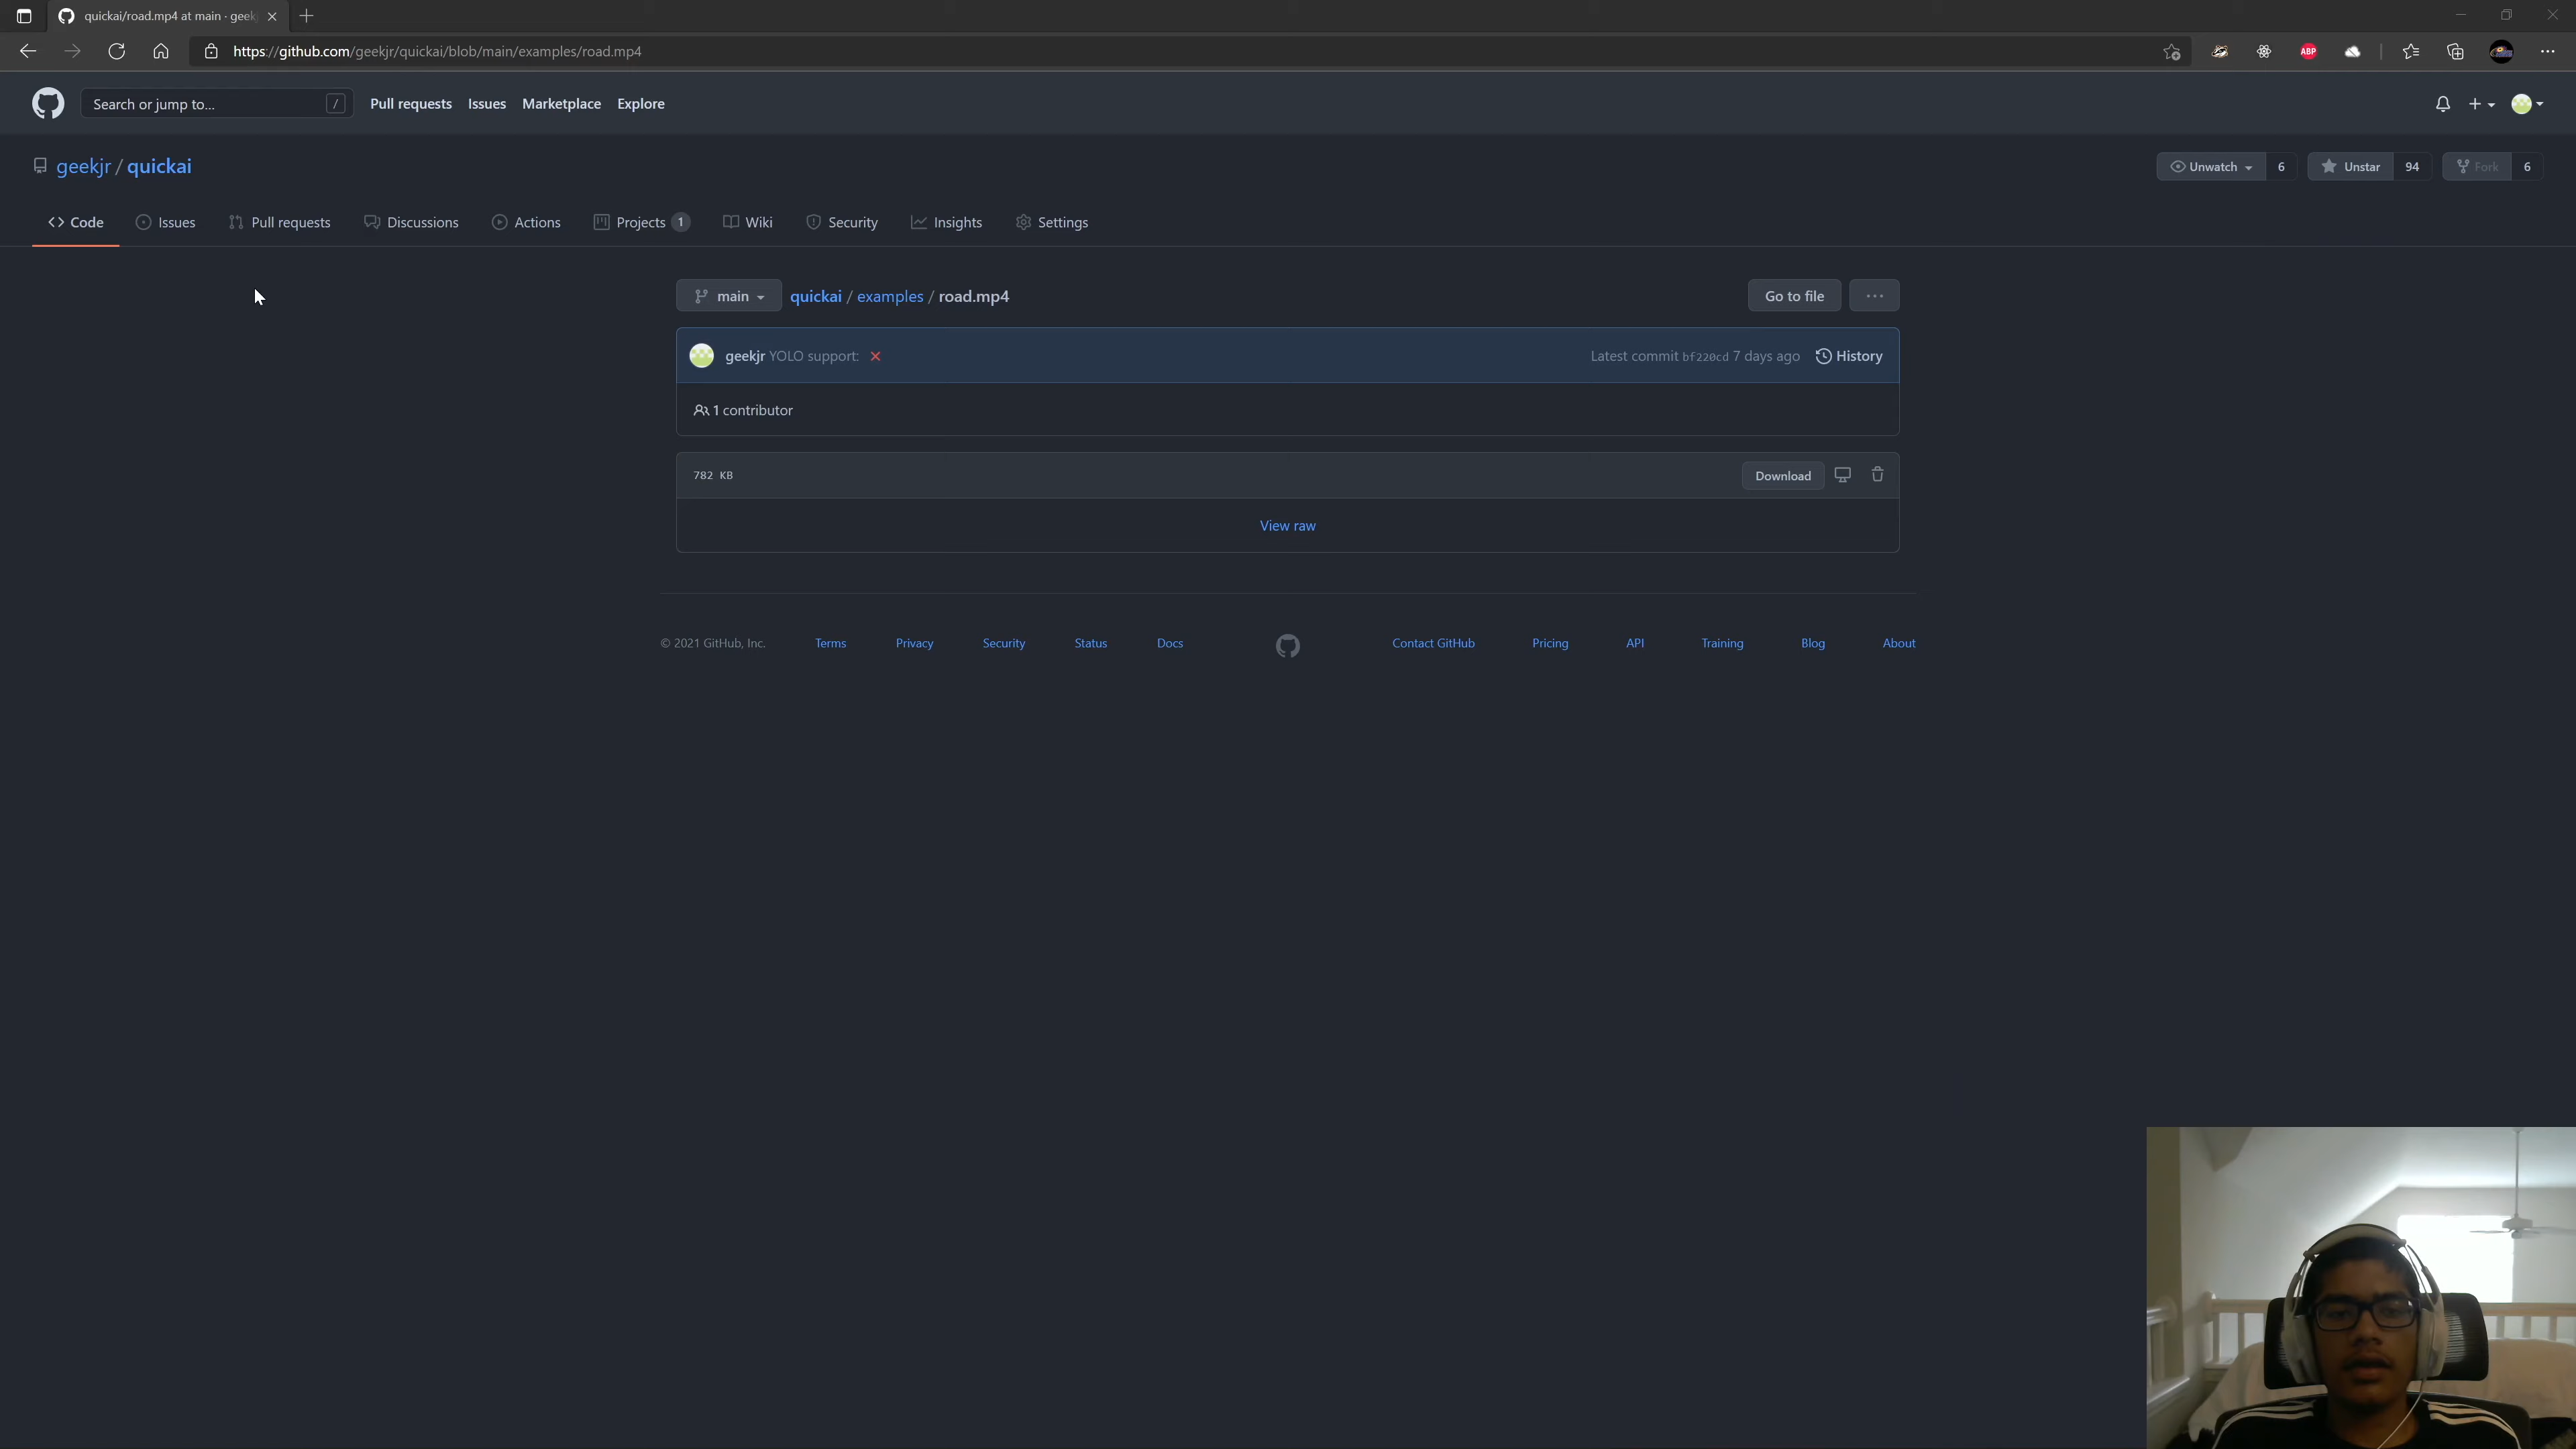 quickai/road.mp4 at main · geek
https://github.com/geekjr/quickai/blob/main/examples/road.mp4
ABP
Search or jump to... / Pull requests Issues Marketplace Explore
geekjr / quickai Unwatch 6 Unstar 94 Fork 6
Code Issues Pull requests Discussions Actions Projects 1 Wiki Security Insights Settings
main quickai / examples / road.mp4 Go to file
geekjr YOLO support: Latest commit bf220cd 7 days ago History
1 contributor
782 KB Download
View raw
© 2021 GitHub, Inc. Terms Privacy Security Status Docs Contact GitHub Pricing API Training Blog About